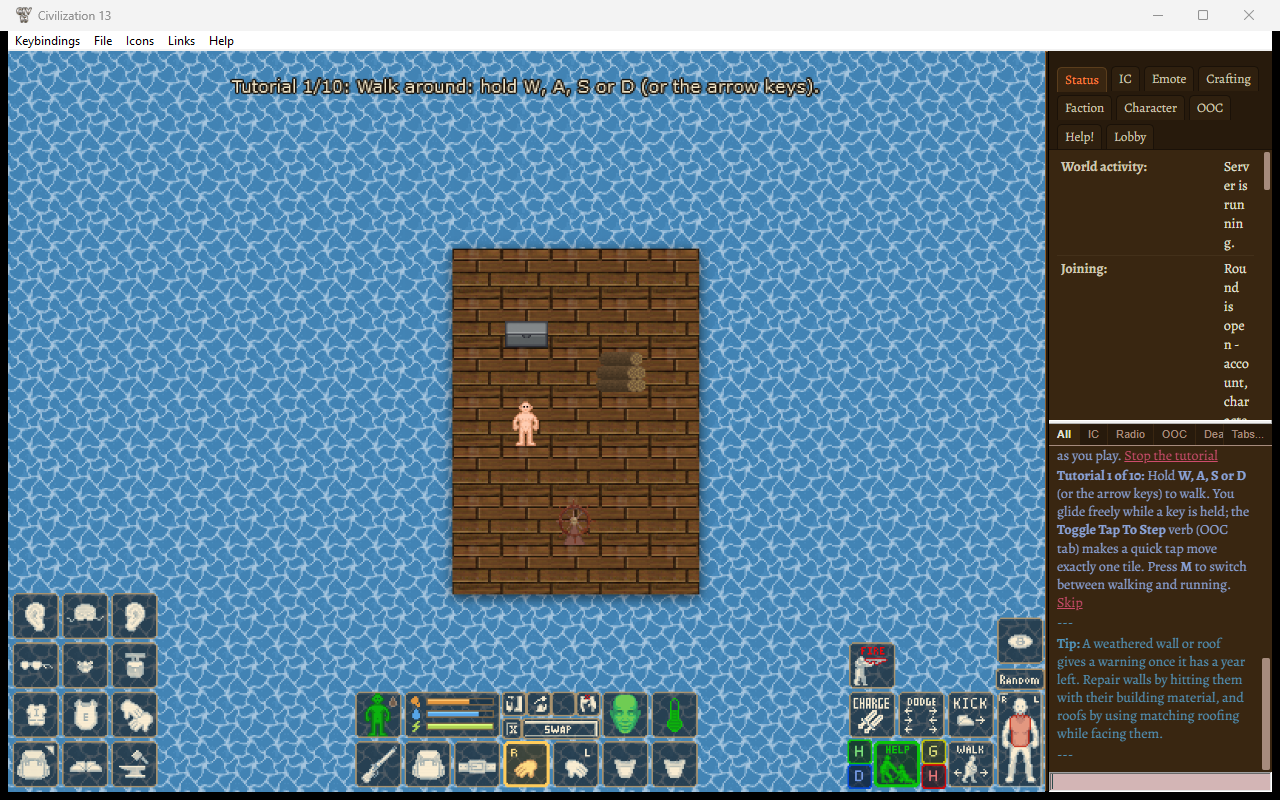 Civilization 13
Keybindings File Icons Links Help
Tutorial 1/10: Walk around: hold W, A, S or D (or the arrow keys).
Status IC Emote Crafting
Faction Character OOC
Help! Lobby
World activity:
Serv
er is
run
nin
g.
Joining:
Rou
nd
is
ope
n -
acco
unt,
char
All IC Radio OOC Dea Tabs...
as you play. Stop the tutorial
Tutorial 1 of 10: Hold W, A, S or D
(or the arrow keys) to walk. You
glide freely while a key is held; the
Toggle Tap To Step verb (OOC
tab) makes a quick tap move
exactly one tile. Press M to switch
between walking and running.
Skip
---
Tip: A weathered wall or roof
gives a warning once it has a year
left. Repair walls by hitting them
with their building material, and
roofs by using matching roofing
while facing them.
---
FIRE
Random
CHARGE DODGE KICK
R L
E
SWAP
H HELP G WALK
D H
R L